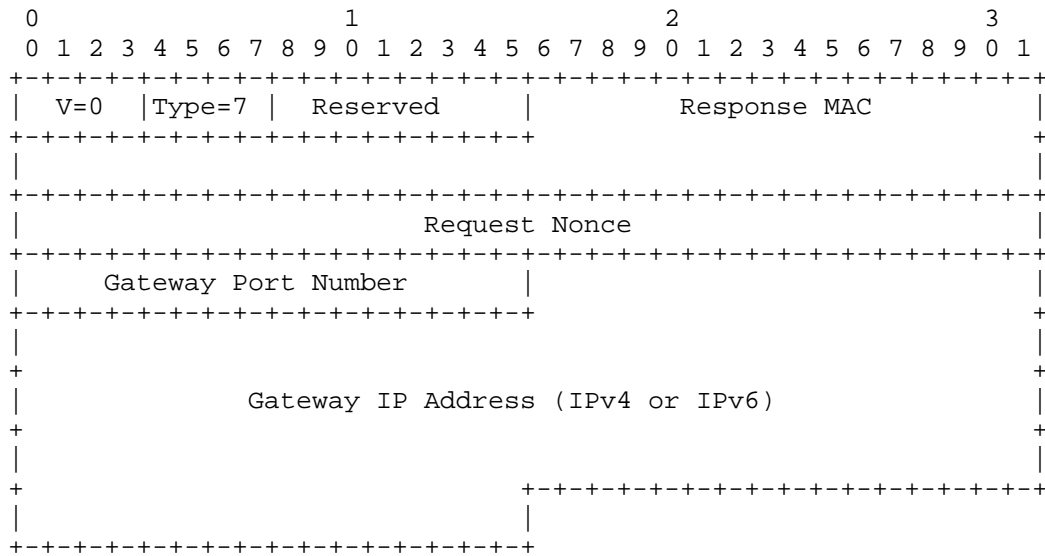 0                   1                   2                   3
 0 1 2 3 4 5 6 7 8 9 0 1 2 3 4 5 6 7 8 9 0 1 2 3 4 5 6 7 8 9 0 1
+-+-+-+-+-+-+-+-+-+-+-+-+-+-+-+-+-+-+-+-+-+-+-+-+-+-+-+-+-+-+-+-+
|  V=0  |Type=7 |  Reserved     |         Response MAC          |
+-+-+-+-+-+-+-+-+-+-+-+-+-+-+-+-+                               +
|                                                               |
+-+-+-+-+-+-+-+-+-+-+-+-+-+-+-+-+-+-+-+-+-+-+-+-+-+-+-+-+-+-+-+-+
|                         Request Nonce                         |
+-+-+-+-+-+-+-+-+-+-+-+-+-+-+-+-+-+-+-+-+-+-+-+-+-+-+-+-+-+-+-+-+
|     Gateway Port Number       |                               |
+-+-+-+-+-+-+-+-+-+-+-+-+-+-+-+-+                               +
|                                                               |
+                                                               +
|              Gateway IP Address (IPv4 or IPv6)                |
+                                                               +
|                                                               |
+                               +-+-+-+-+-+-+-+-+-+-+-+-+-+-+-+-+
|                               |
+-+-+-+-+-+-+-+-+-+-+-+-+-+-+-+-+